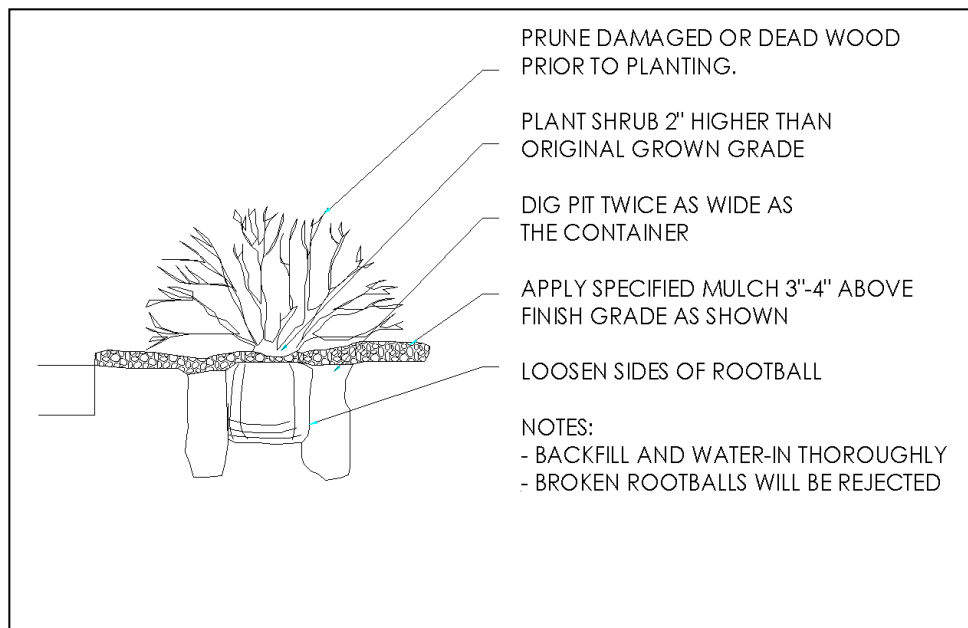 PRUNE DAMAGED OR DEAD WOOD
PRIOR TO PLANTING.
PLANT SHRUB 2" HIGHER THAN
ORIGINAL GROWN GRADE
DIG PIT TWICE AS WIDE AS
THE CONTAINER
APPLY SPECIFIED MULCH 3"-4" ABOVE
FINISH GRADE AS SHOWN
LOOSEN SIDES OF ROOTBALL
NOTES:
- BACKFILL AND WATER-IN THOROUGHLY
- BROKEN ROOTBALLS WILL BE REJECTED